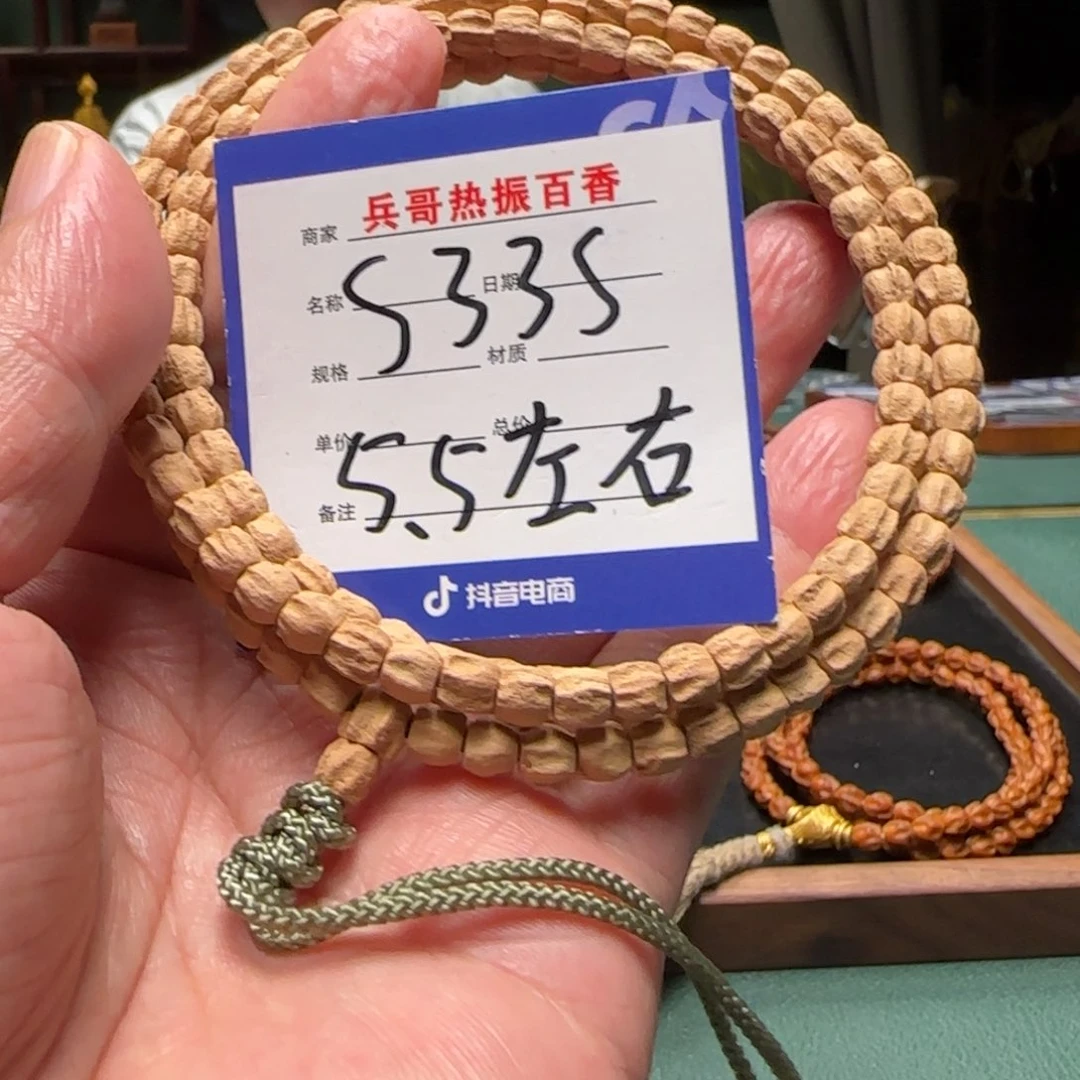 商家 兵哥热振百香
名称 5335 日期
规格 材质
单价 总价
备注 5.5左右
抖音电商